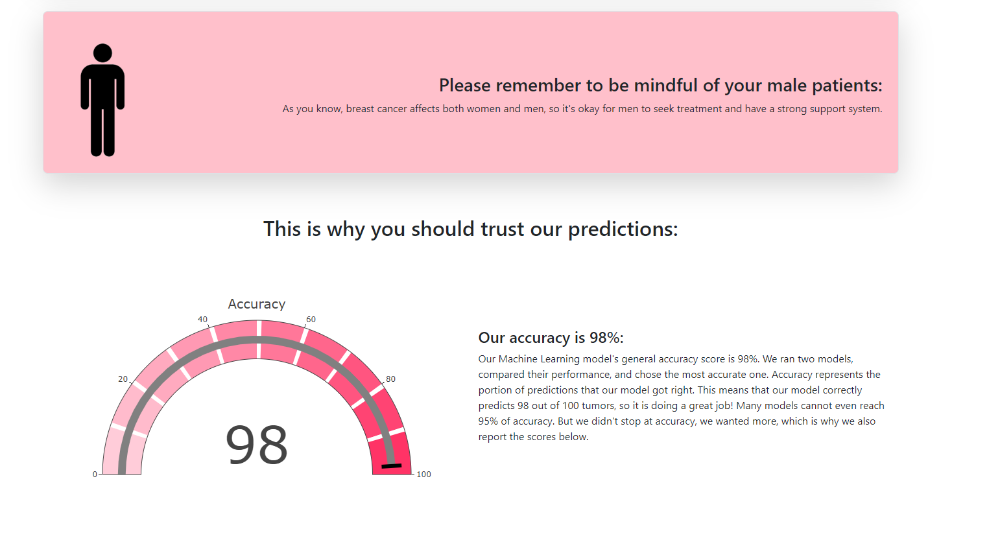 Please remember to be mindful of your male patients:
As you know, breast cancer affects both women and men, so it's okay for men to seek treatment and have a strong support system.
This is why you should trust our predictions:
Accuracy
0
20
40
60
80
100
98
Our accuracy is 98%:
Our Machine Learning model's general accuracy score is 98%. We ran two models,
compared their performance, and chose the most accurate one. Accuracy represents the
portion of predictions that our model got right. This means that our model correctly
predicts 98 out of 100 tumors, so it is doing a great job! Many models cannot even reach
95% of accuracy. But we didn't stop at accuracy, we wanted more, which is why we also
report the scores below.